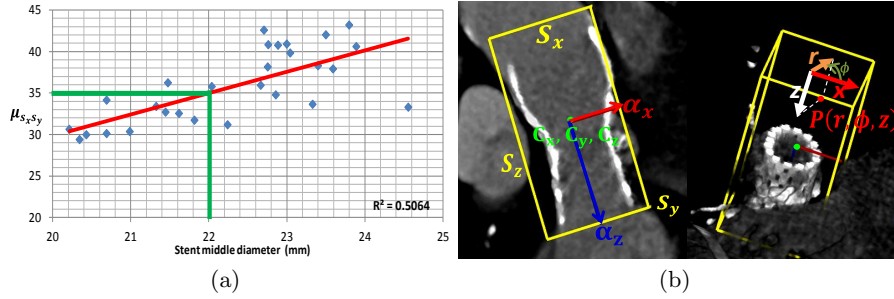 45
40
35
30
25
20
μ_{s_x s_y}
20 21 22 23 24 25
Stent middle diameter (mm)
R² = 0.5064
(a)
S_x
α_x
C_x, C_y, C_z
S_z
S_y
α_z
r
ϕ
x
z
P(r, ϕ, z)
(b)